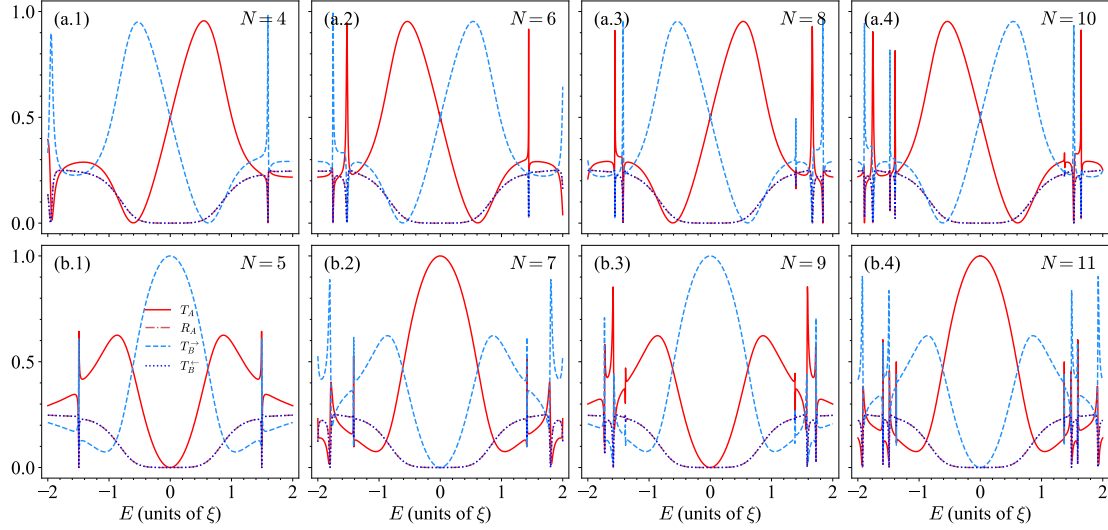 (a.1) N = 4
(a.2) N = 6
(a.3) N = 8
(a.4) N = 10
1.0
0.5
0.0
(b.1) N = 5
(b.2) N = 7
(b.3) N = 9
(b.4) N = 11
1.0
0.5
0.0
T_A
R_A
T_B^→
T_B^←
−2 −1 0 1 2
−2 −1 0 1 2
−2 −1 0 1 2
−2 −1 0 1 2
E (units of ξ)
E (units of ξ)
E (units of ξ)
E (units of ξ)